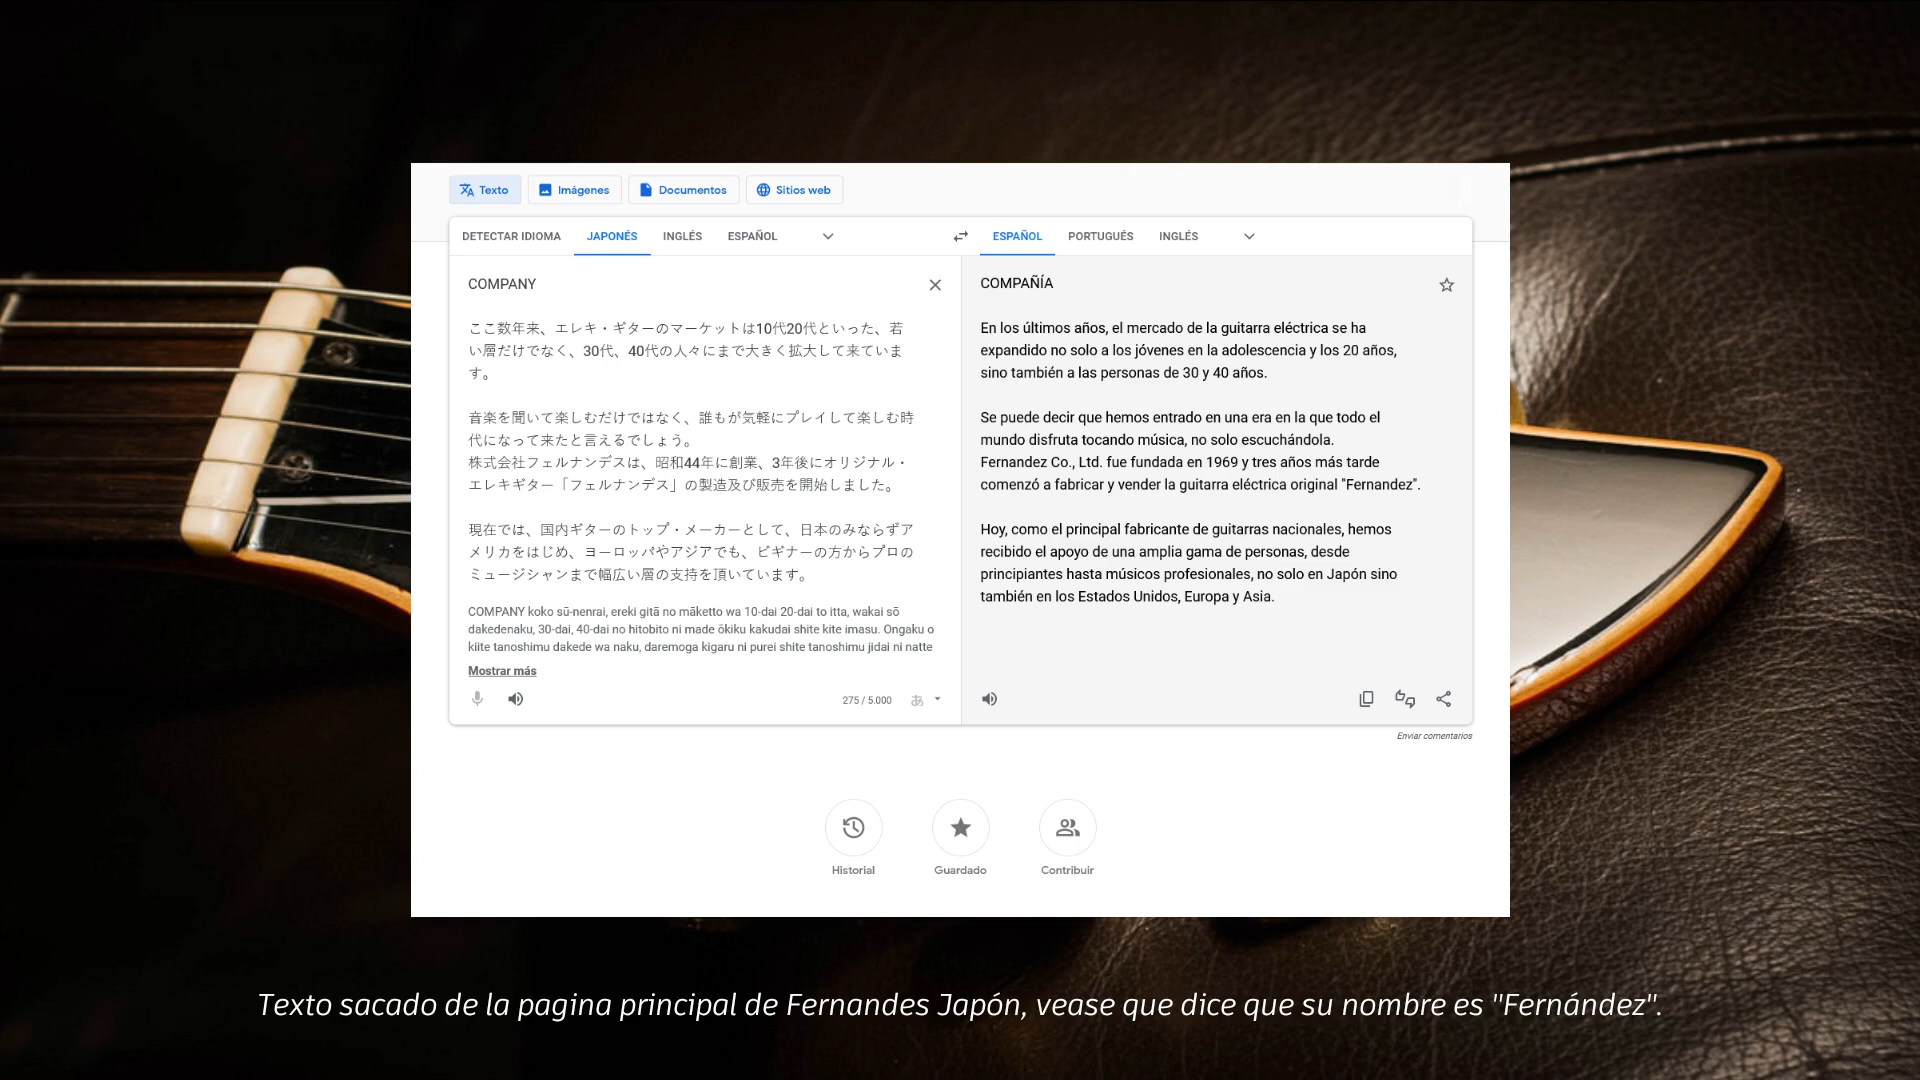 Texto
Imágenes
Documentos
Sitios web
DETECTAR IDIOMA
JAPONÉS
INGLÉS
ESPAÑOL
ESPAÑOL
PORTUGUÉS
INGLÉS
COMPANY
ここ数年来、エレキ・ギターのマーケットは10代20代といった、若
い層だけでなく、30代、40代の人々にまで大きく拡大して来ていま
す。
音楽を聞いて楽しむだけではなく、誰もが気軽にプレイして楽しむ時
代になって来たと言えるでしょう。
株式会社フェルナンデスは、昭和44年に創業、3年後にオリジナル・
エレキギター「フェルナンデス」の製造及び販売を開始しました。
現在では、国内ギターのトップ・メーカーとして、日本のみならずア
メリカをはじめ、ヨーロッパやアジアでも、ビギナーの方からプロの
ミュージシャンまで幅広い層の支持を頂いています。
COMPANY koko sū-nenrai, ereki gitā no māketto wa 10-dai 20-dai to itta, wakai sō
dakedenaku, 30-dai, 40-dai no hitobito ni made ōkiku kakudai shite kite imasu. Ongaku o
kiite tanoshimu dakede wa naku, daremoga kigaru ni purei shite tanoshimu jidai ni natte
Mostrar más
275 / 5.000
あ
COMPAÑÍA
En los últimos años, el mercado de la guitarra eléctrica se ha
expandido no solo a los jóvenes en la adolescencia y los 20 años,
sino también a las personas de 30 y 40 años.
Se puede decir que hemos entrado en una era en la que todo el
mundo disfruta tocando música, no solo escuchándola.
Fernandez Co., Ltd. fue fundada en 1969 y tres años más tarde
comenzó a fabricar y vender la guitarra eléctrica original "Fernandez".
Hoy, como el principal fabricante de guitarras nacionales, hemos
recibido el apoyo de una amplia gama de personas, desde
principiantes hasta músicos profesionales, no solo en Japón sino
también en los Estados Unidos, Europa y Asia.
Enviar comentarios
Historial
Guardado
Contribuir
Texto sacado de la pagina principal de Fernandes Japón, vease que dice que su nombre es "Fernández".